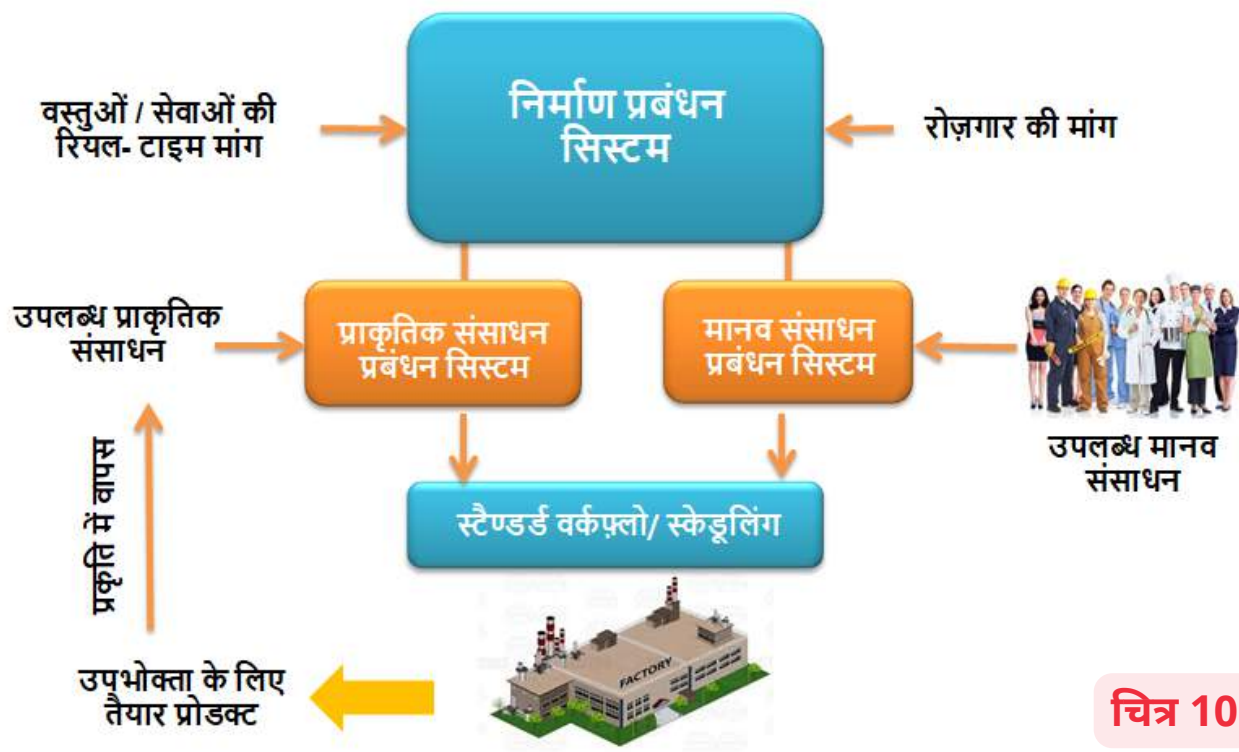 निर्माण प्रबंधन
सिस्टम
वस्तुओं / सेवाओं की
रियल- टाइम मांग
रोज़गार की मांग
उपलब्ध प्राकृतिक
संसाधन
प्राकृतिक संसाधन
प्रबंधन सिस्टम
मानव संसाधन
प्रबंधन सिस्टम
उपलब्ध मानव
संसाधन
प्रकृति में वापस
स्टैण्डर्ड वर्कफ़्लो/ स्केडूलिंग
FACTORY
उपभोक्ता के लिए
तैयार प्रोडक्ट
चित्र 10